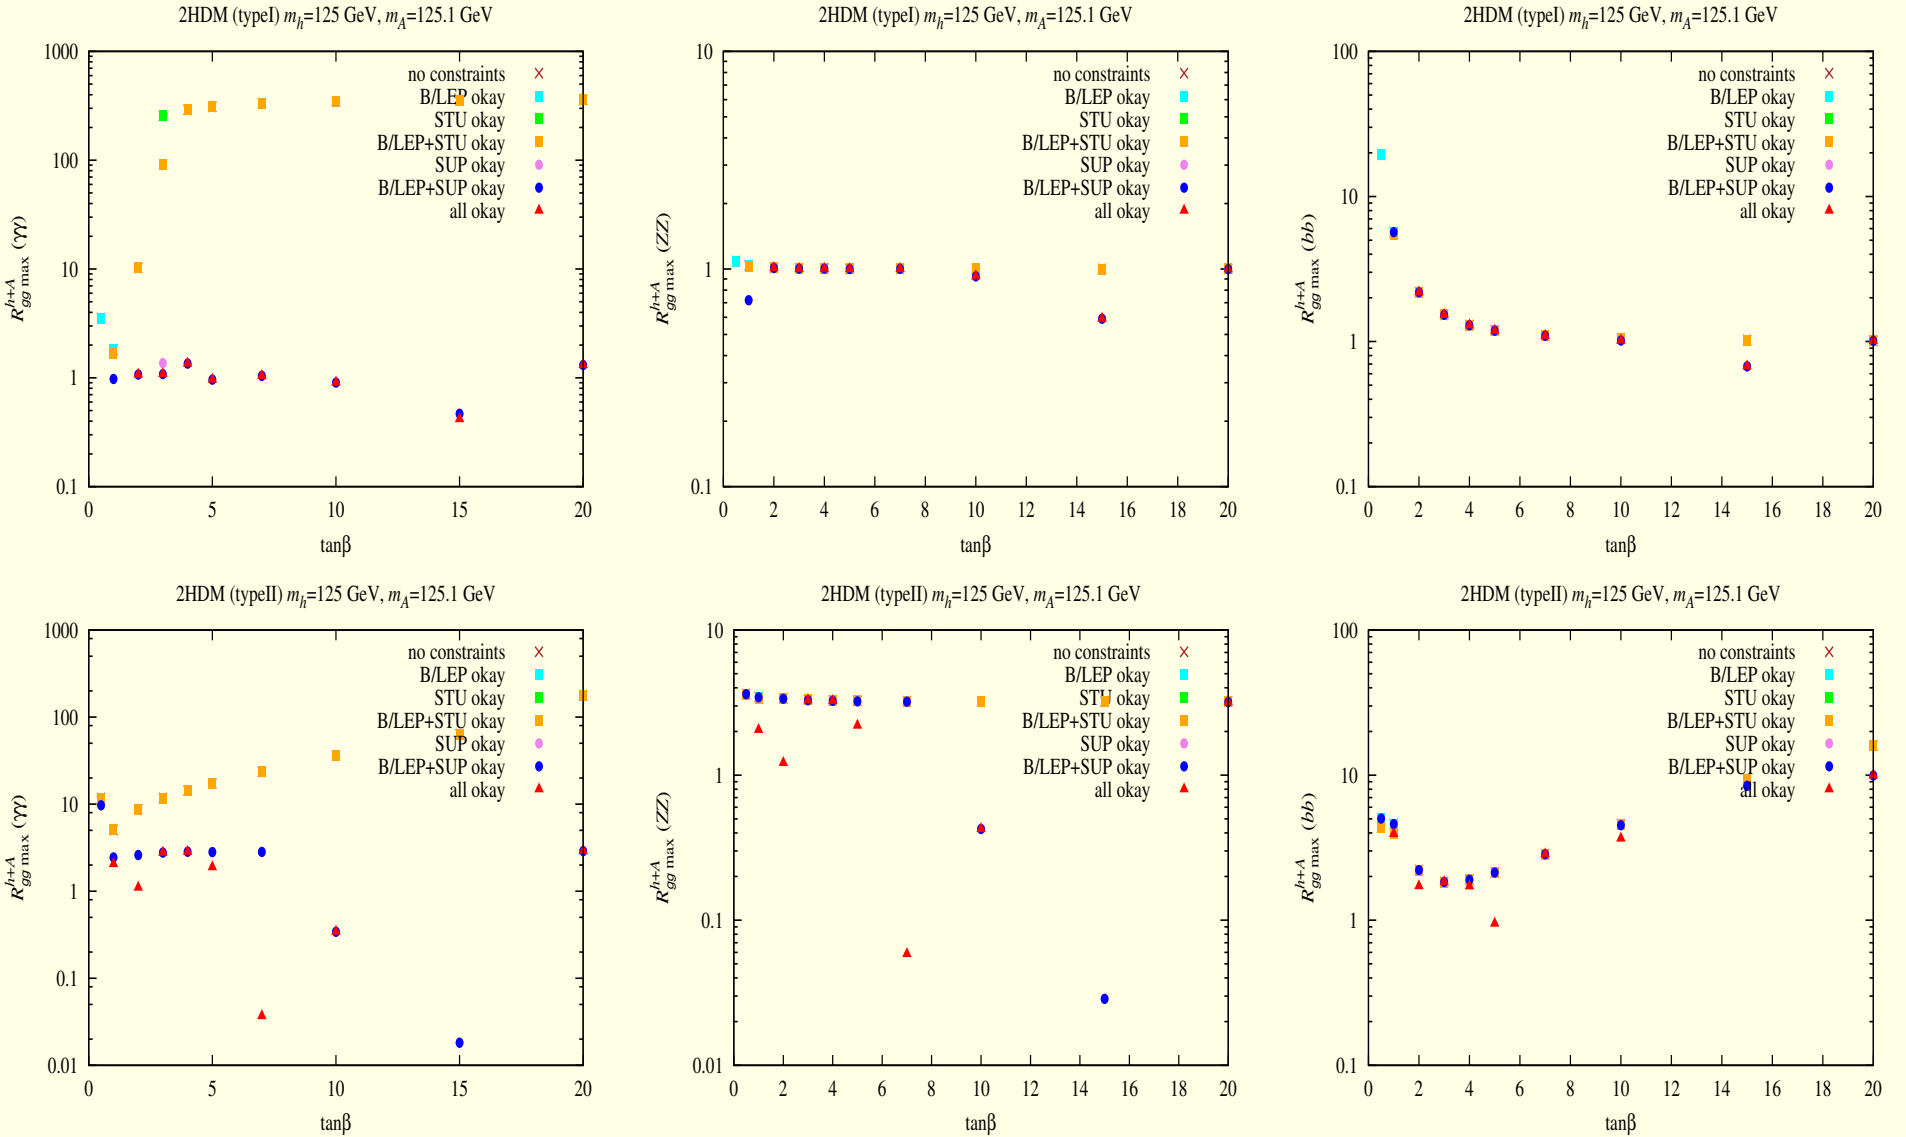 2HDM (typeI) m_h=125 GeV, m_A=125.1 GeV
1000
100
10
1
0.1
no constraints
B/LEP okay
STU okay
B/LEP+STU okay
SUP okay
B/LEP+SUP okay
all okay
R^{h+A}_{gg max} (γγ)
0 5 10 15 20
tanβ
2HDM (typeI) m_h=125 GeV, m_A=125.1 GeV
10
1
0.1
no constraints
B/LEP okay
STU okay
B/LEP+STU okay
SUP okay
B/LEP+SUP okay
all okay
R^{h+A}_{gg max} (ZZ)
0 2 4 6 8 10 12 14 16 18 20
tanβ
2HDM (typeI) m_h=125 GeV, m_A=125.1 GeV
100
10
1
0.1
no constraints
B/LEP okay
STU okay
B/LEP+STU okay
SUP okay
B/LEP+SUP okay
all okay
R^{h+A}_{gg max} (bb)
0 2 4 6 8 10 12 14 16 18 20
tanβ
2HDM (typeII) m_h=125 GeV, m_A=125.1 GeV
1000
100
10
1
0.1
0.01
no constraints
B/LEP okay
STU okay
B/LEP+STU okay
SUP okay
B/LEP+SUP okay
all okay
R^{h+A}_{gg max} (γγ)
0 5 10 15 20
tanβ
2HDM (typeII) m_h=125 GeV, m_A=125.1 GeV
10
1
0.1
0.01
no constraints
B/LEP okay
STU okay
B/LEP+STU okay
SUP okay
B/LEP+SUP okay
all okay
R^{h+A}_{gg max} (ZZ)
0 2 4 6 8 10 12 14 16 18 20
tanβ
2HDM (typeII) m_h=125 GeV, m_A=125.1 GeV
100
10
1
0.1
no constraints
B/LEP okay
STU okay
B/LEP+STU okay
SUP okay
B/LEP+SUP okay
all okay
R^{h+A}_{gg max} (bb)
0 2 4 6 8 10 12 14 16 18 20
tanβ